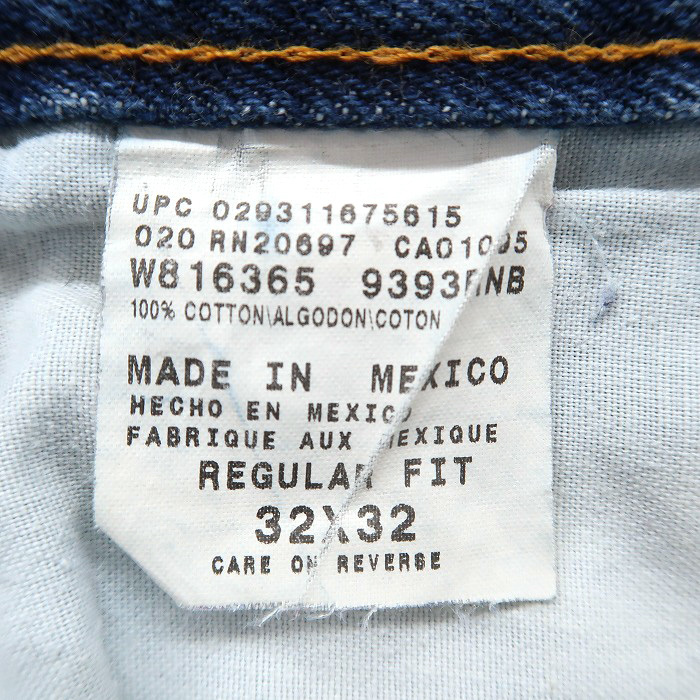 UPC 029311675615
020 RN20697 CA01095
W816365
100% COTTON\ALGODON\COTON
MADE IN MEXICO
HECHO EN MEXICO
FABRIQUE AUX MEXIQUE
REGULAR FIT
32X32
CARE ON REVERSE